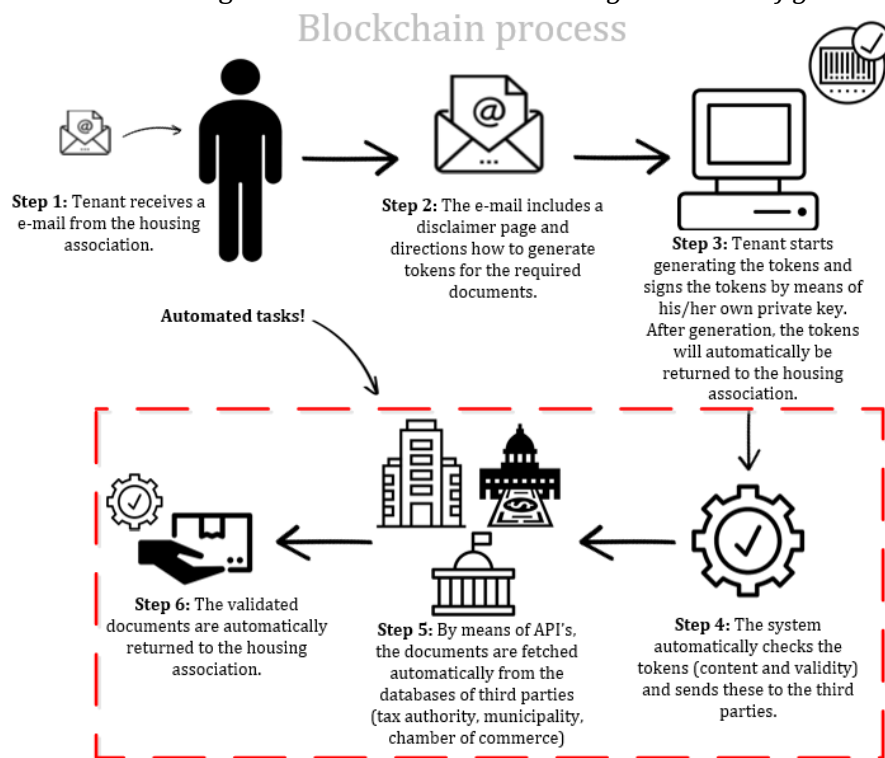 Blockchain process
Step 1: Tenant receives a
e-mail from the housing
association.
Step 2: The e-mail includes a
disclaimer page and
directions how to generate
tokens for the required
documents.
Step 3: Tenant starts
generating the tokens and
signs the tokens by means of
his/her own private key.
After generation, the tokens
will automatically be
returned to the housing
association.
Automated tasks!
Step 4: The system
automatically checks the
tokens (content and validity)
and sends these to the third
parties.
Step 5: By means of API's,
the documents are fetched
automatically from the
databases of third parties
(tax authority, municipality,
chamber of commerce)
Step 6: The validated
documents are automatically
returned to the housing
association.